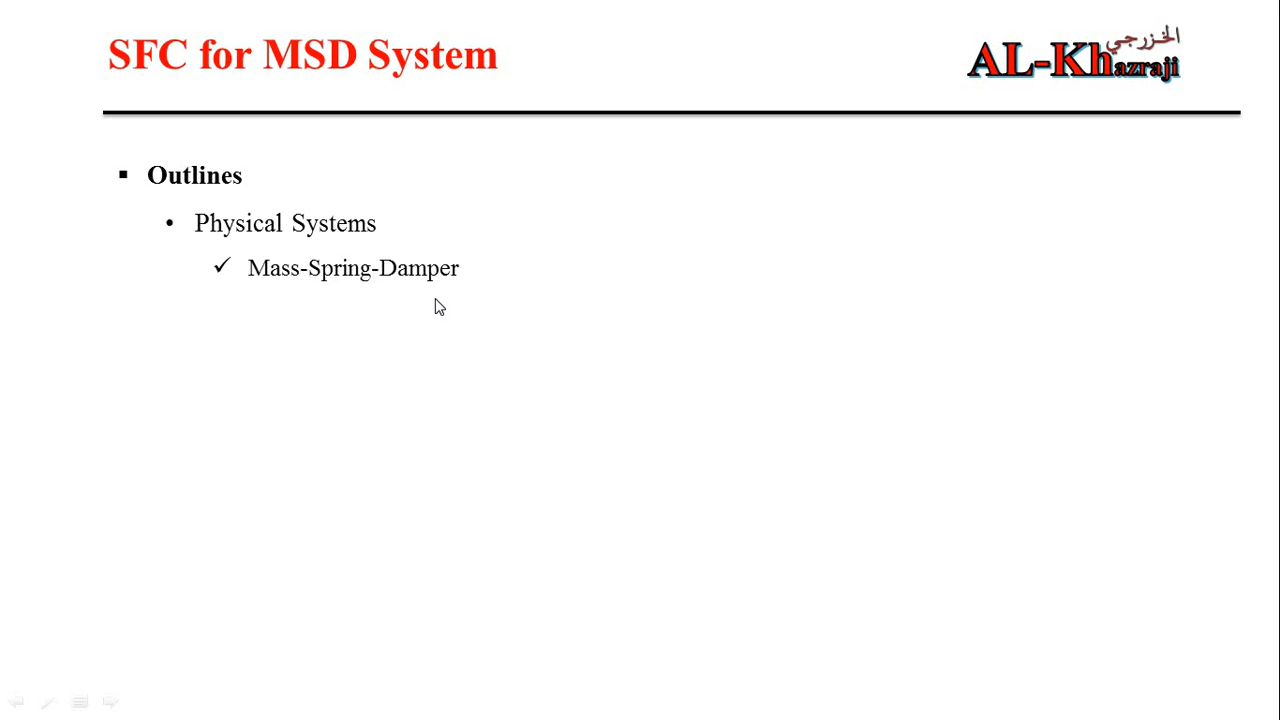 SFC for MSD System
الخزرجي
AL-Khazraji
Outlines
Physical Systems
Mass-Spring-Damper